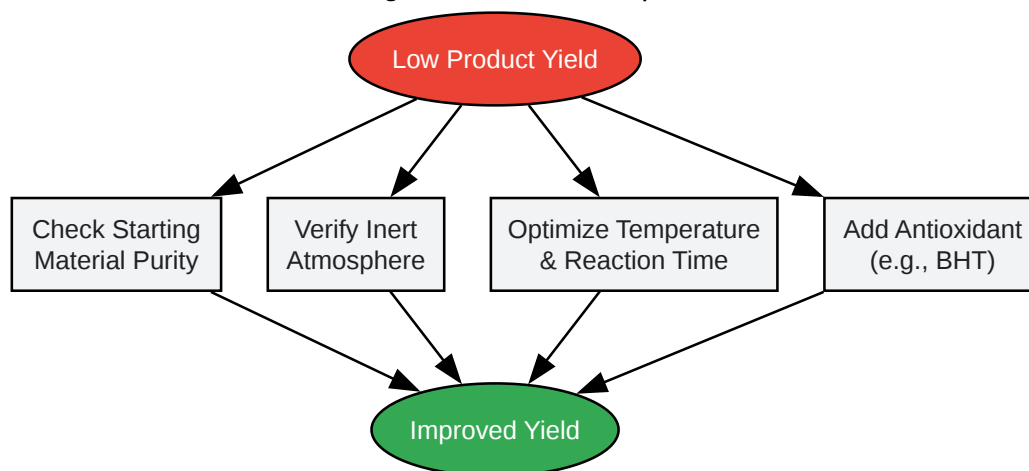 Low Product Yield
Check Starting
Material Purity
Verify Inert
Atmosphere
Optimize Temperature
& Reaction Time
Add Antioxidant
(e.g., BHT)
Improved Yield